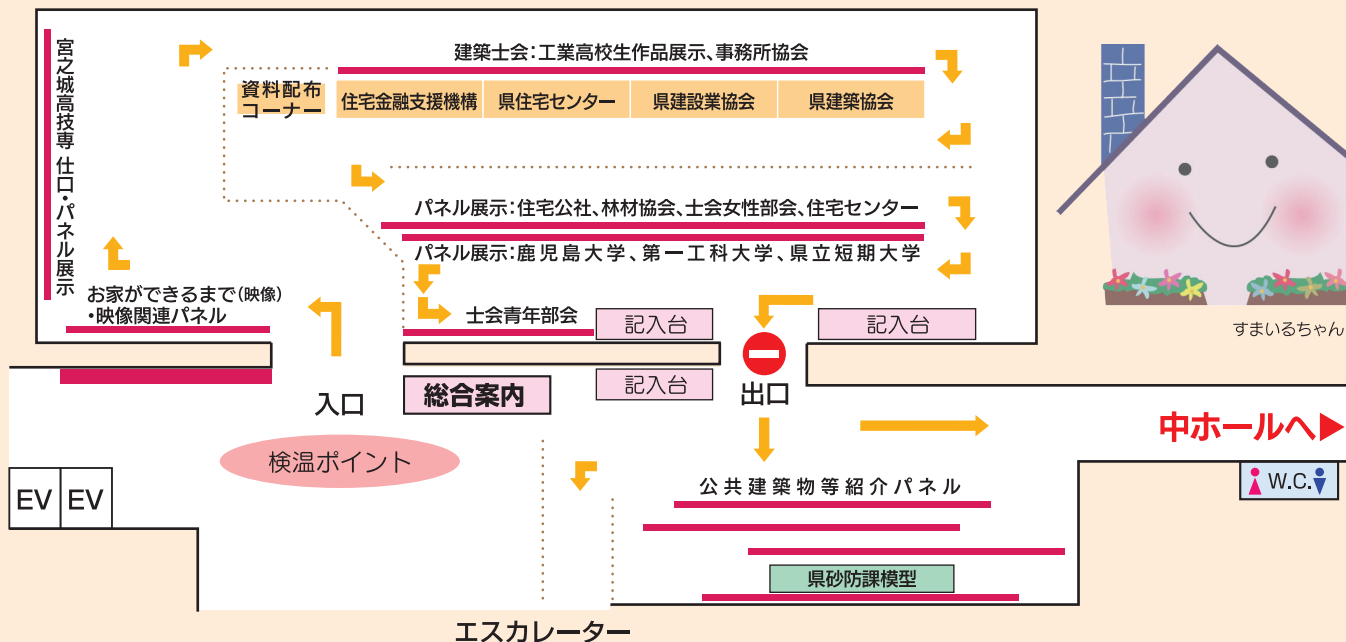 宮之城高技専 仕口・パネル展示
建築士会:工業高校生作品展示、事務所協会
資料配布
コーナー
住宅金融支援機構
県住宅センター
県建設業協会
県建築協会
パネル展示:住宅公社、林材協会、士会女性部会、住宅センター
パネル展示:鹿児島大学、第一工科大学、県立短期大学
お家ができるまで(映像)
・映像関連パネル
士会青年部会
記入台
記入台
すまいるちゃん
総合案内
記入台
出口
入口
中ホールへ▶
検温ポイント
EV
EV
公共建築物等紹介パネル
W.C.
県砂防課模型
エスカレーター